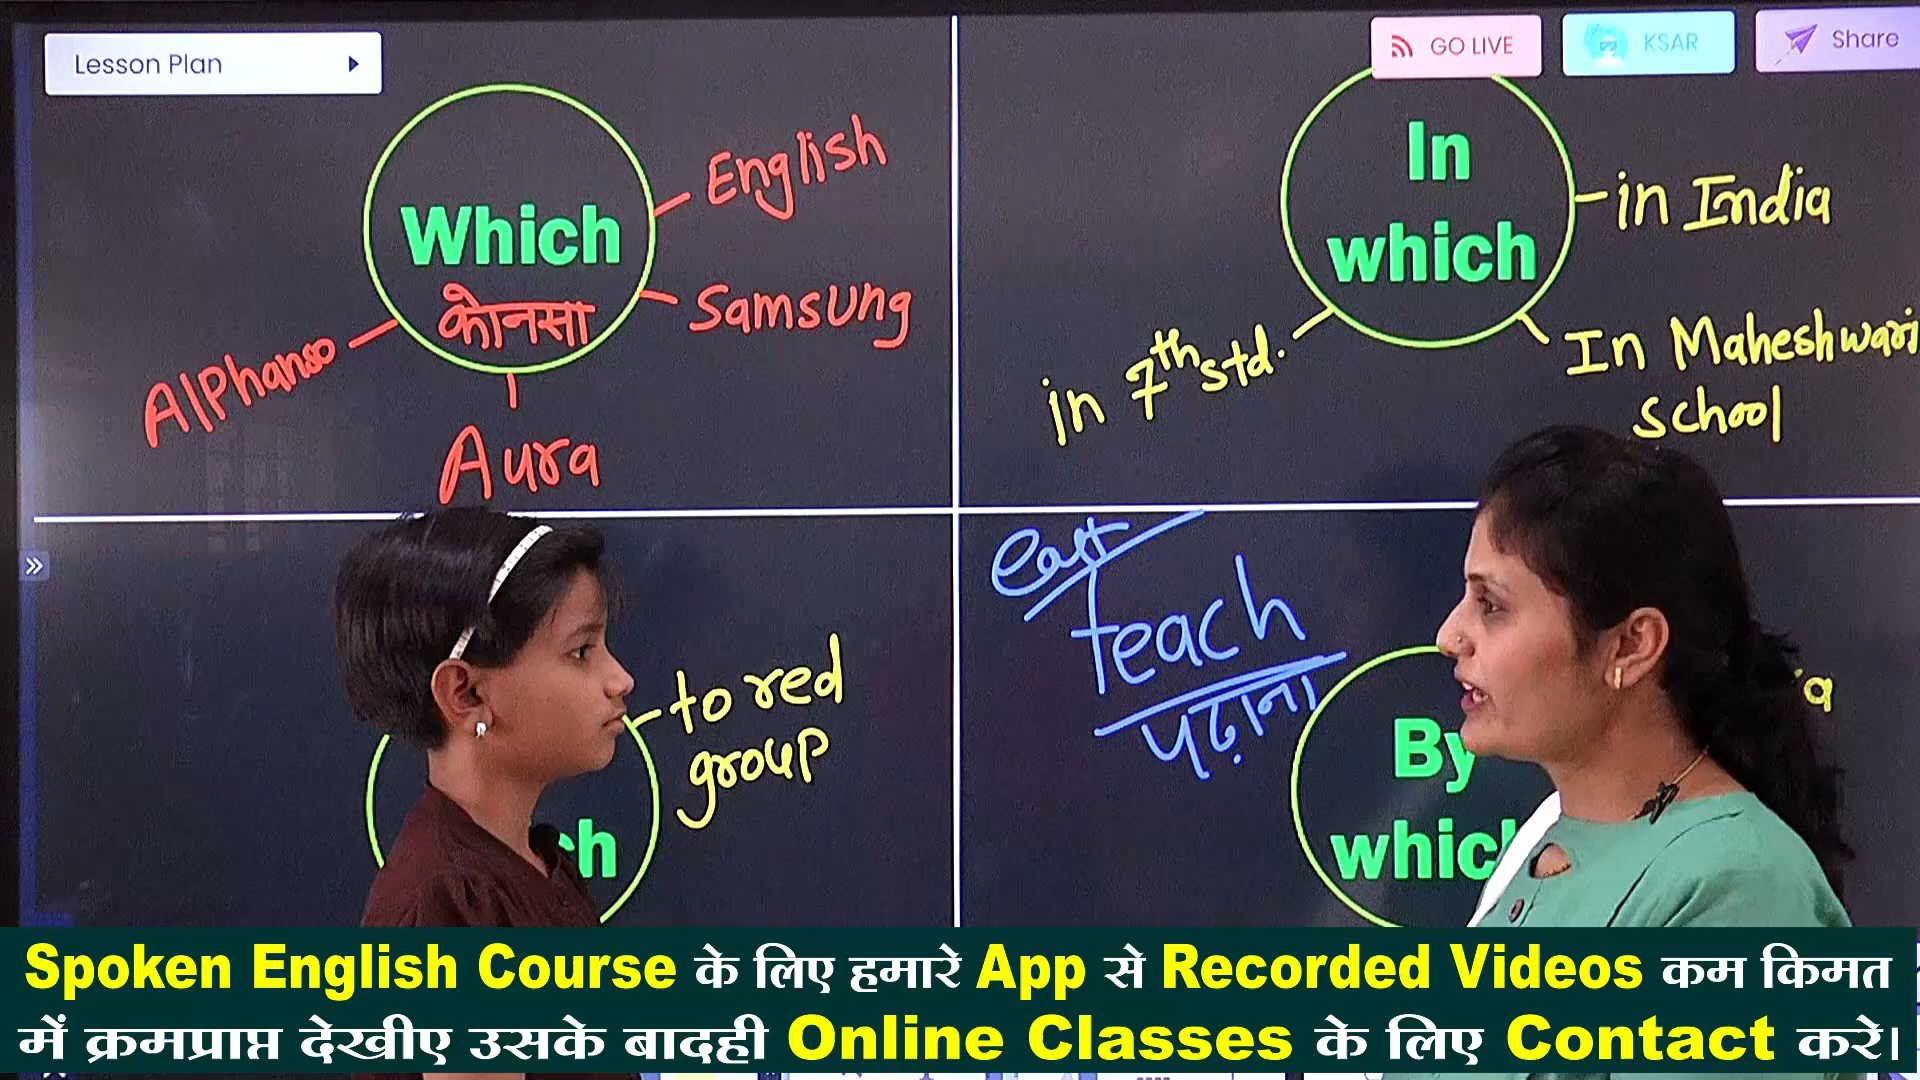 Lesson Plan
GO LIVE
KSAR
Share
Which
कोनसा
English
Samsung
Aura
Alphanso
In
which
in India
In Maheshwari
School
in 7th std.
to red
group
teach
पढ़ाना
By
Spoken English Course के लिए हमारे App से Recorded Videos कम किमत
में क्रमप्राप्त देखीए उसके बादही Online Classes के लिए Contact करे।